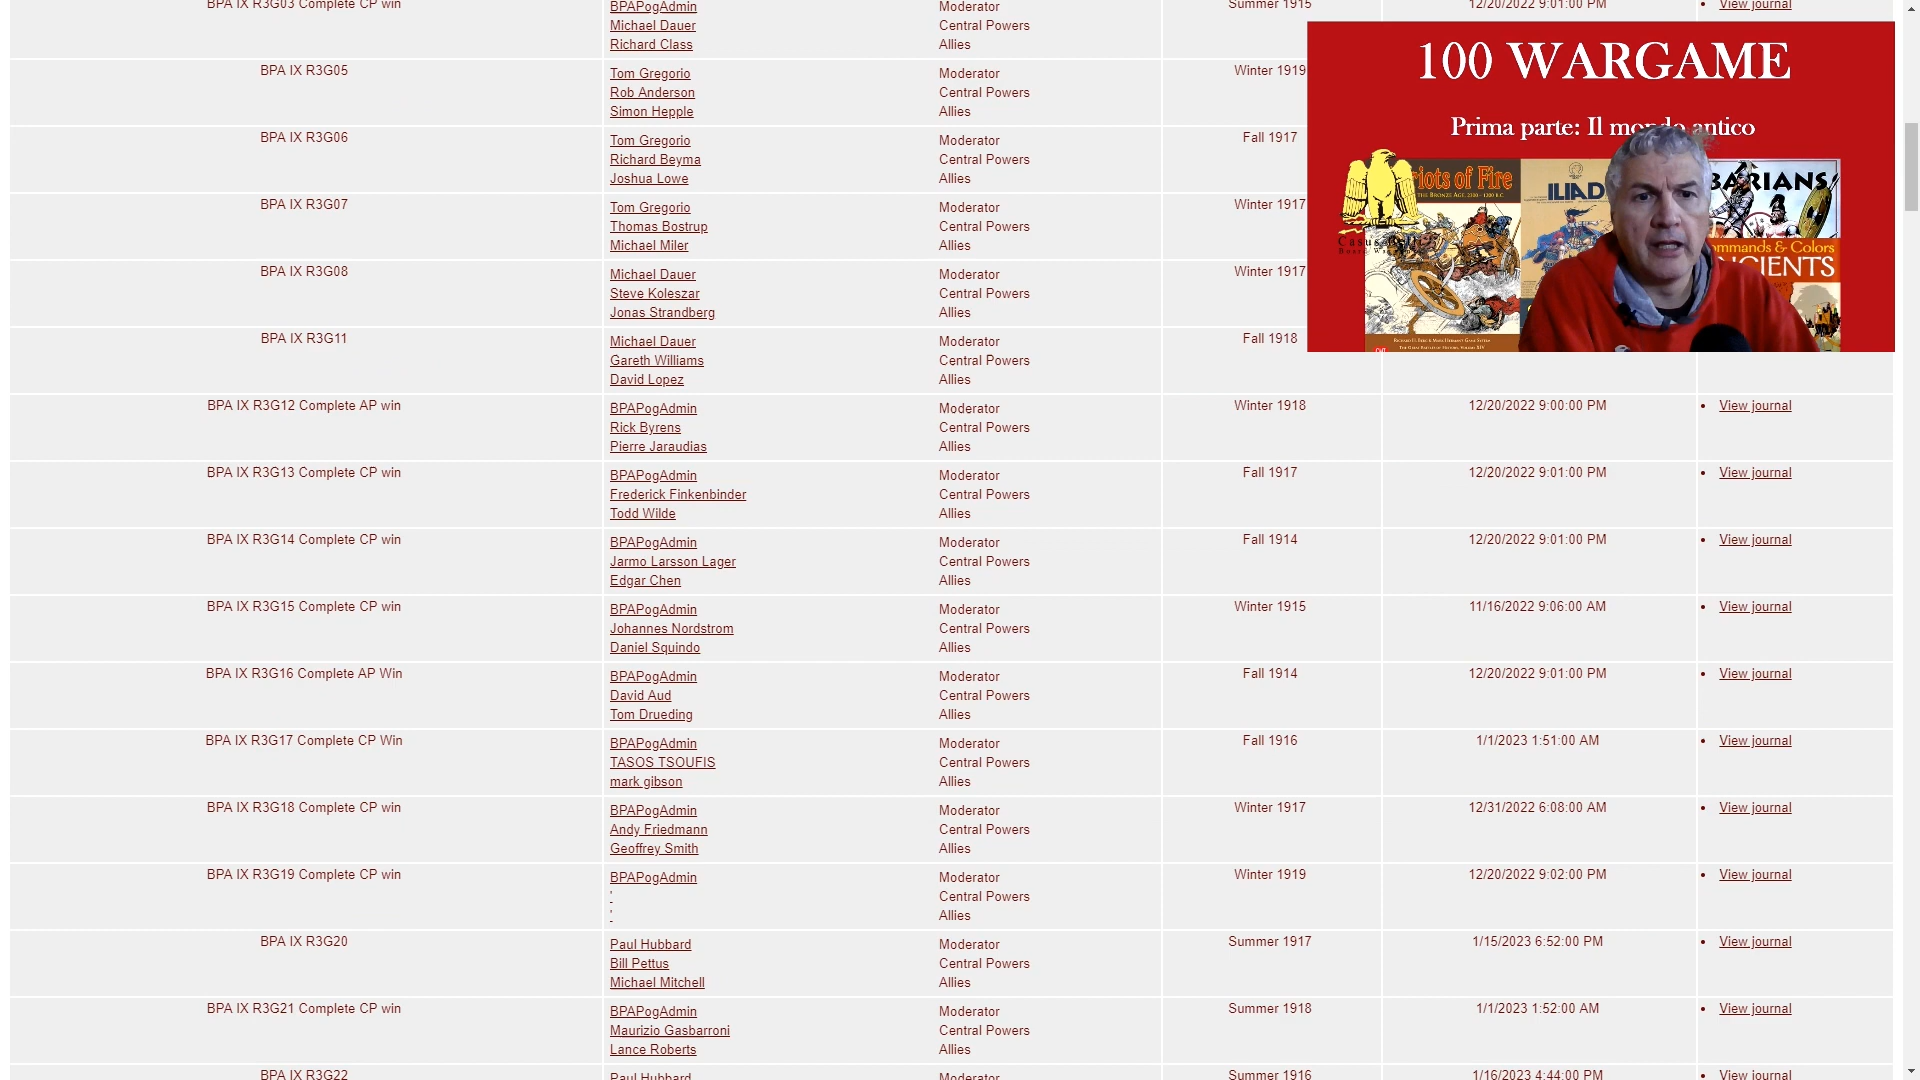 BPA IX R3G03 Complete CP win BPAPogAdmin Moderator Summer 1915 12/20/2022 9:01:00 PM • View journal
Michael Dauer Central Powers
Richard Class Allies
BPA IX R3G05 Tom Gregorio Moderator Winter 1919
Rob Anderson Central Powers
Simon Hepple Allies
BPA IX R3G06 Tom Gregorio Moderator Fall 1917
Richard Beyma Central Powers
Joshua Lowe Allies
BPA IX R3G07 Tom Gregorio Moderator Winter 1917
Thomas Bostrup Central Powers
Michael Miler Allies
BPA IX R3G08 Michael Dauer Moderator Winter 1917
Steve Koleszar Central Powers
Jonas Strandberg Allies
BPA IX R3G11 Michael Dauer Moderator Fall 1918
Gareth Williams Central Powers
David Lopez Allies
100 WARGAME
Prima parte: Il mondo antico
riots of Fire
ILIAD
BARIANS
ommands & Colors
NCIENTS
BPA IX R3G12 Complete AP win BPAPogAdmin Moderator Winter 1918 12/20/2022 9:00:00 PM • View journal
Rick Byrens Central Powers
Pierre Jaraudias Allies
BPA IX R3G13 Complete CP win BPAPogAdmin Moderator Fall 1917 12/20/2022 9:01:00 PM • View journal
Frederick Finkenbinder Central Powers
Todd Wilde Allies
BPA IX R3G14 Complete CP win BPAPogAdmin Moderator Fall 1914 12/20/2022 9:01:00 PM • View journal
Jarmo Larsson Lager Central Powers
Edgar Chen Allies
BPA IX R3G15 Complete CP win BPAPogAdmin Moderator Winter 1915 11/16/2022 9:06:00 AM • View journal
Johannes Nordstrom Central Powers
Daniel Squindo Allies
BPA IX R3G16 Complete AP Win BPAPogAdmin Moderator Fall 1914 12/20/2022 9:01:00 PM • View journal
David Aud Central Powers
Tom Drueding Allies
BPA IX R3G17 Complete CP Win BPAPogAdmin Moderator Fall 1916 1/1/2023 1:51:00 AM • View journal
TASOS TSOUFIS Central Powers
mark gibson Allies
BPA IX R3G18 Complete CP win BPAPogAdmin Moderator Winter 1917 12/31/2022 6:08:00 AM • View journal
Andy Friedmann Central Powers
Geoffrey Smith Allies
BPA IX R3G19 Complete CP win BPAPogAdmin Moderator Winter 1919 12/20/2022 9:02:00 PM • View journal
' Central Powers
' Allies
BPA IX R3G20 Paul Hubbard Moderator Summer 1917 1/15/2023 6:52:00 PM • View journal
Bill Pettus Central Powers
Michael Mitchell Allies
BPA IX R3G21 Complete CP win BPAPogAdmin Moderator Summer 1918 1/1/2023 1:52:00 AM • View journal
Maurizio Gasbarroni Central Powers
Lance Roberts Allies
BPA IX R3G22 Paul Hubbard Moderator Summer 1916 1/16/2023 4:44:00 PM • View journal